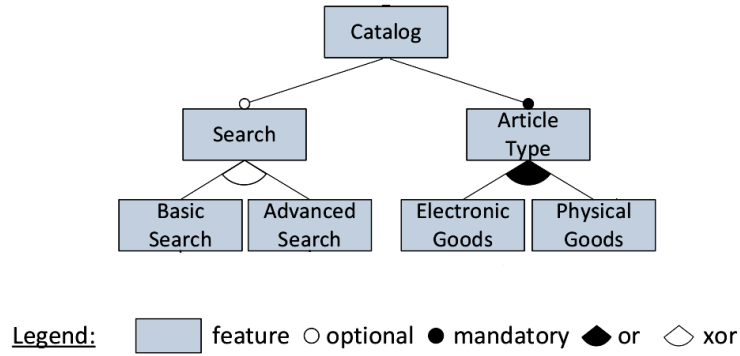 Catalog
Search
Article
Type
Basic
Search
Advanced
Search
Electronic
Goods
Physical
Goods
Legend: feature optional mandatory or xor